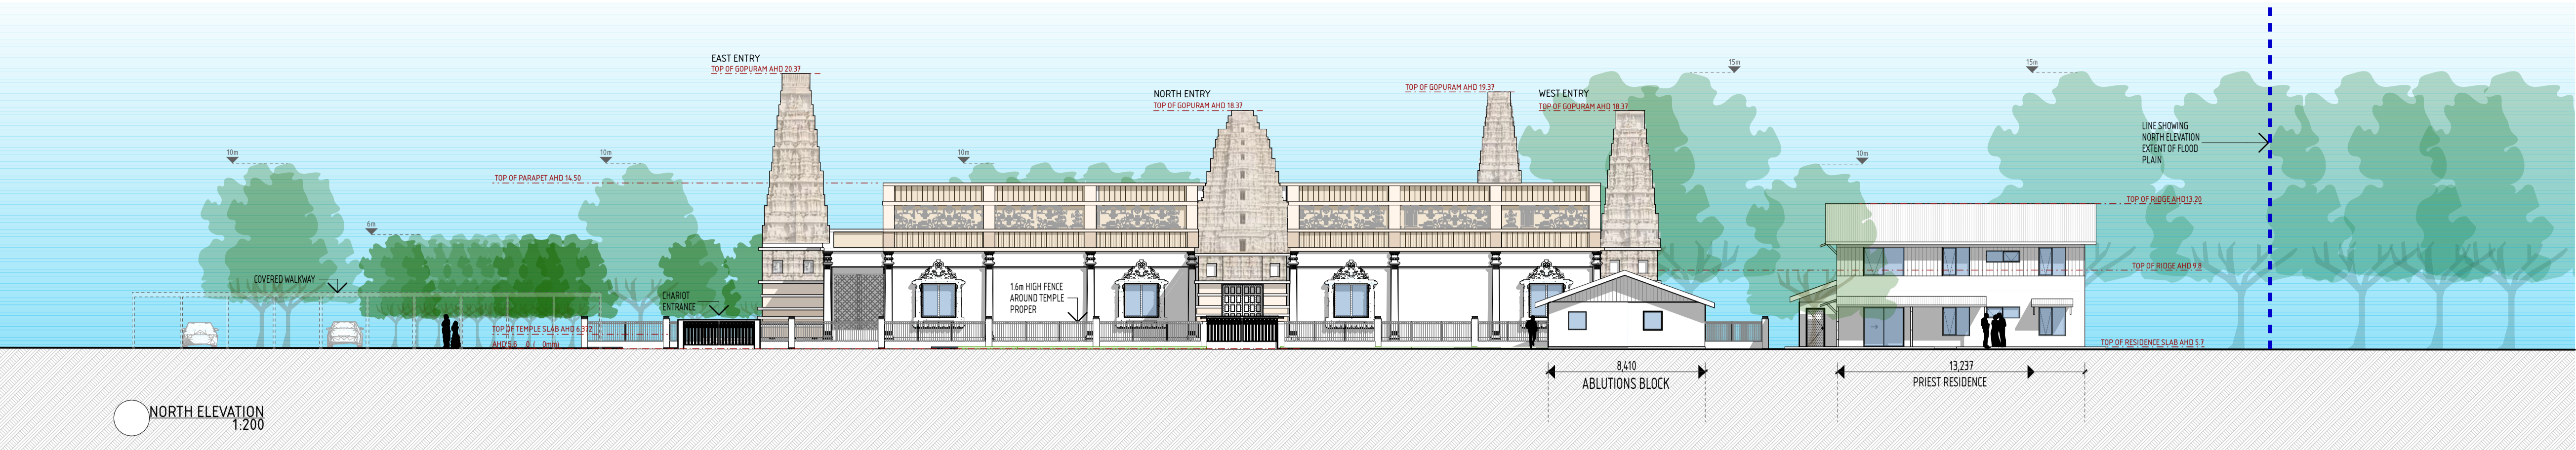 EAST ENTRY
TOP OF GOPURAM AHD 20.37
NORTH ENTRY
TOP OF GOPURAM AHD 18.37
TOP OF GOPURAM AHD 19.37
WEST ENTRY
TOP OF GOPURAM AHD 18.37
15m
15m
10m
10m
10m
10m
6m
TOP OF PARAPET AHD 14.50
LINE SHOWING
NORTH ELEVATION
EXTENT OF FLOOD
PLAIN
TOP OF RIDGE AHD13.20
TOP OF RIDGE AHD 9.8
COVERED WALKWAY
CHARIOT
ENTRANCE
1.6m HIGH FENCE
AROUND TEMPLE
PROPER
TOP OF TEMPLE SLAB AHD 6.372
AHD 5.6
TOP OF RESIDENCE SLAB AHD 5.7
8,410
ABLUTIONS BLOCK
13,237
PRIEST RESIDENCE
NORTH ELEVATION
1:200